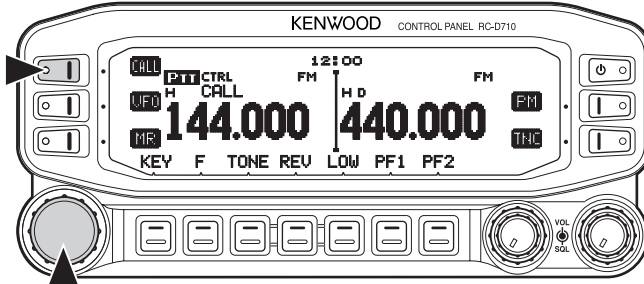 KENWOOD CONTROL PANEL RC-D710
CALL 12:00
PTT CTRL FM FM
H CALL H D
VFO PM
144.000 440.000
MR TNC
KEY F TONE REV LOW PF1 PF2
VOL
SQL